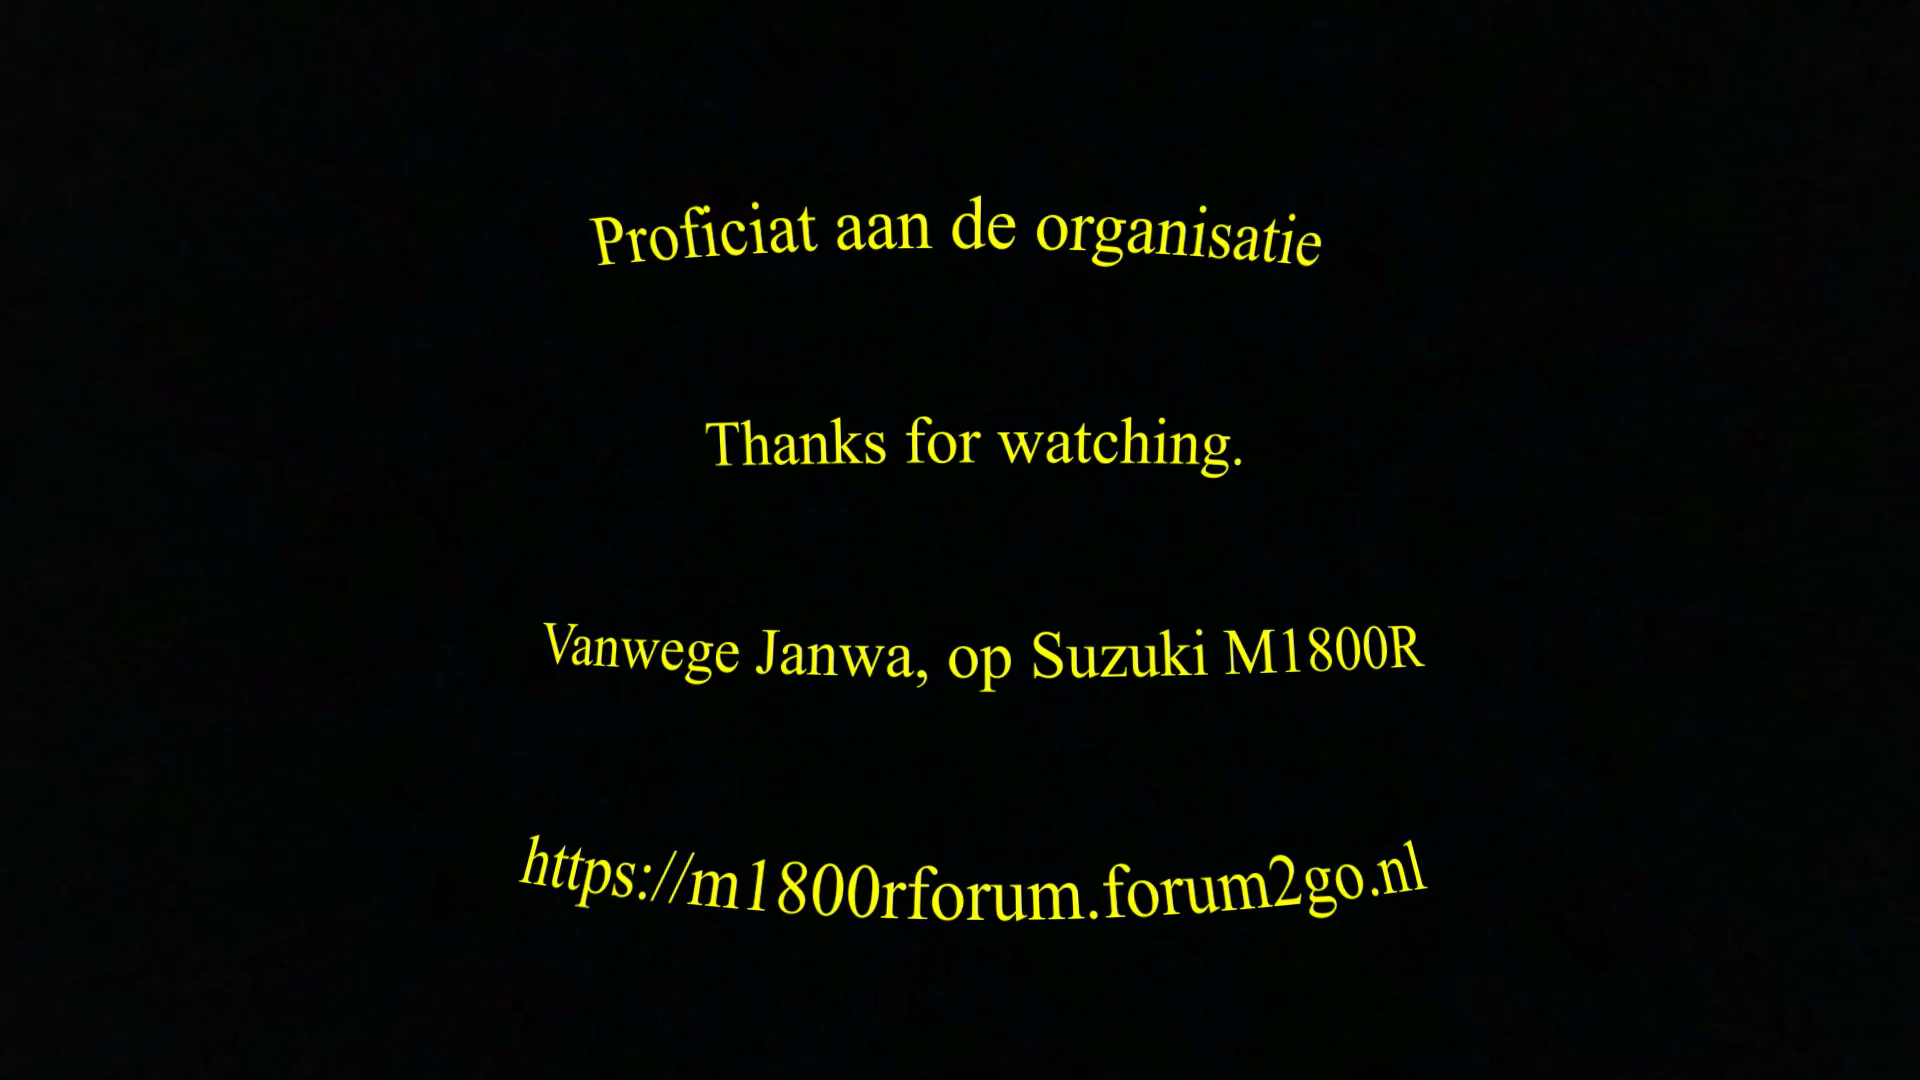 Proficiat aan de organisatie
Thanks for watching.
Vanwege Janwa, op Suzuki M1800R
https://m1800rforum.forum2go.nl